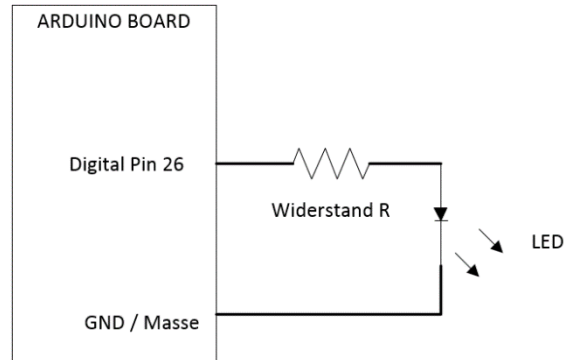 ARDUINO BOARD
Digital Pin 26
Widerstand R
LED
GND / Masse